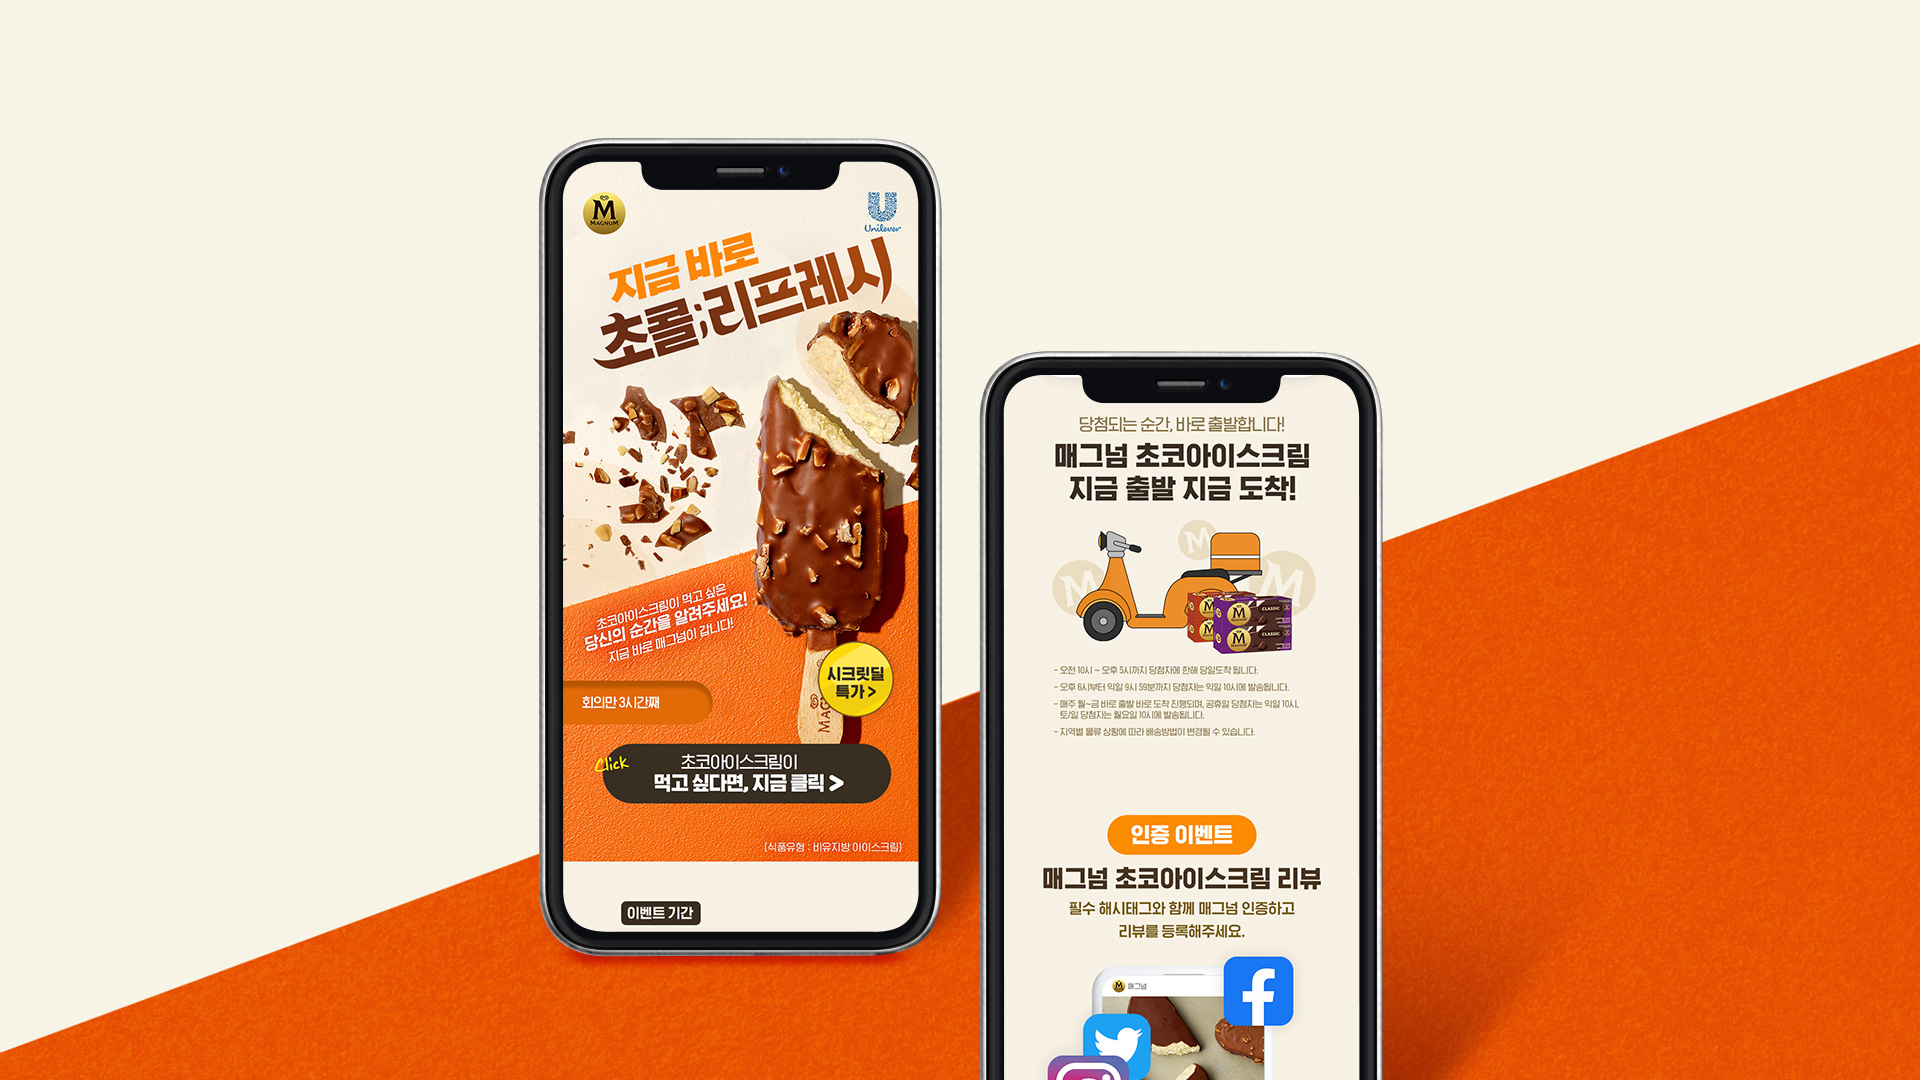 M
MAGNUM
U
Unilever
지금 바로
초콜;리프레시
초코아이스크림이 먹고 싶은
당신의 순간을 알려주세요!
지금 바로 매그넘이 갑니다!
시크릿딜
특가 >
MAG
회의만 3시간째
Click
초코아이스크림이
먹고 싶다면, 지금 클릭 >
(식품유형 : 비유지방 아이스크림)
이벤트 기간
당첨되는 순간, 바로 출발합니다!
매그넘 초코아이스크림
지금 출발 지금 도착!
M
M
M
M
M
M
M
CLASSIC
CLASSIC
- 오전 10시 ~ 오후 5시까지 당첨자에 한해 당일도착 됩니다.
- 오후 6시부터 익일 9시 59분까지 당첨자는 익일 10시에 발송됩니다.
- 매주 월~금 바로 출발 바로 도착 진행되며, 공휴일 당첨자는 익일 10시,
토/일 당첨자는 월요일 10시에 발송됩니다.
- 지역별 물류 상황에 따라 배송방법이 변경될 수 있습니다.
인증 이벤트
매그넘 초코아이스크림 리뷰
필수 해시태그와 함께 매그넘 인증하고
리뷰를 등록해주세요.
M
매그넘
f